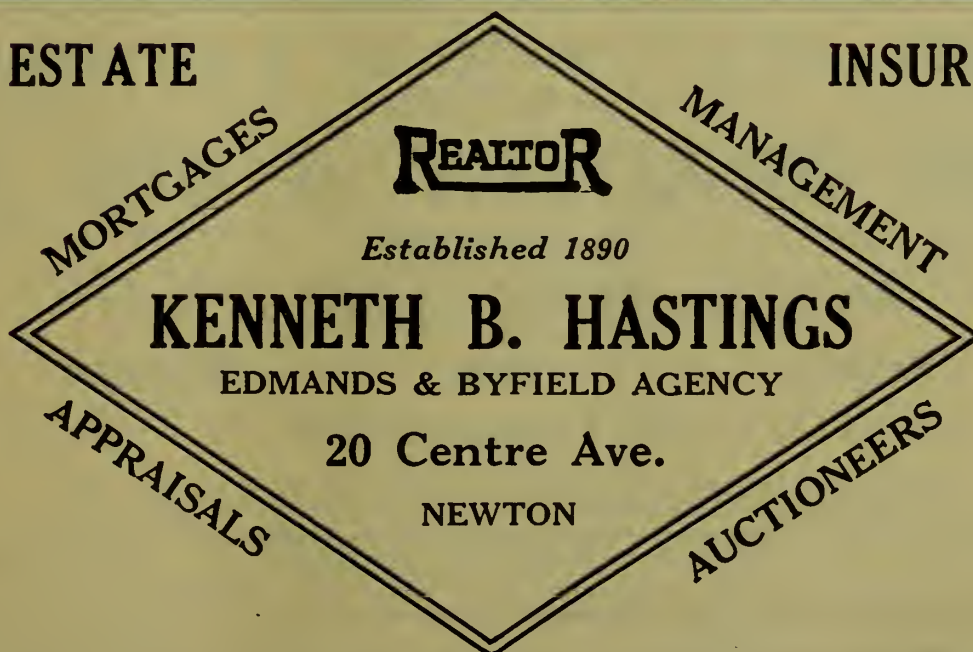 ESTATE INSUR
MORTGAGES MANAGEMENT
REALTOR
Established 1890
KENNETH B. HASTINGS
EDMANDS & BYFIELD AGENCY
20 Centre Ave.
NEWTON
APPRAISALS AUCTIONEERS